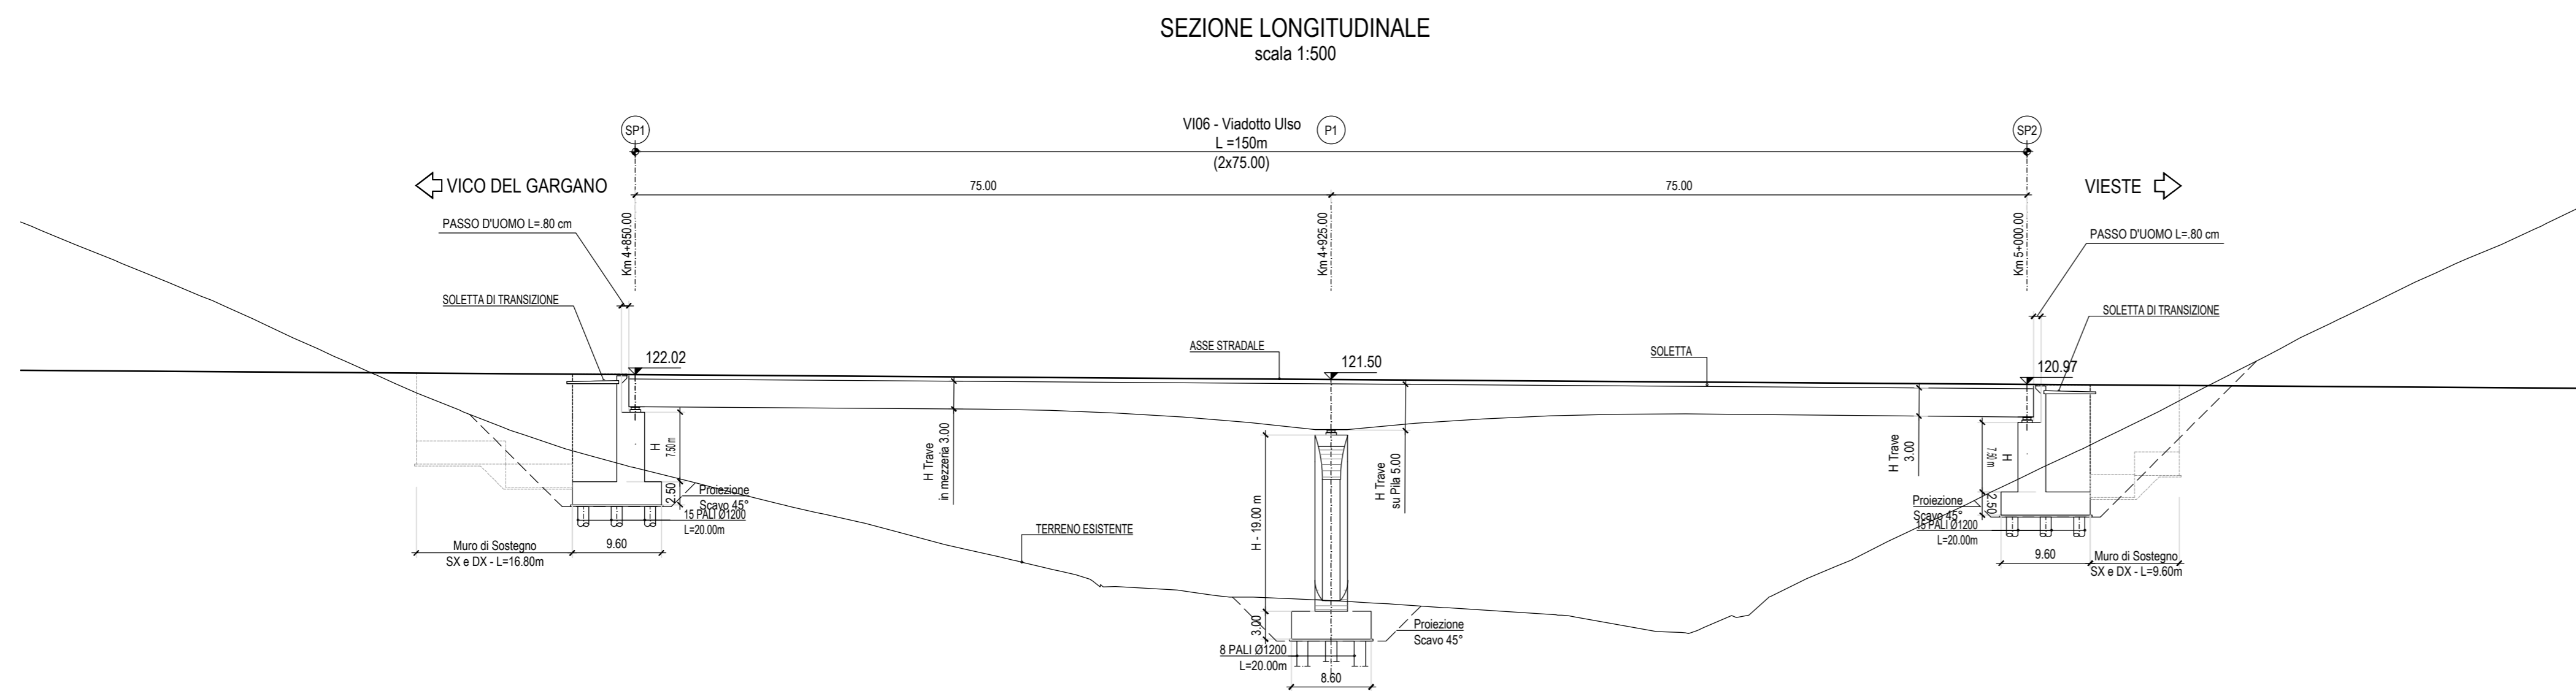 SEZIONE LONGITUDINALE
scala 1:500
SP1
VI06 - Viadotto Ulso
L =150m
(2x75.00)
P1
SP2
VICO DEL GARGANO
75.00
75.00
VIESTE
PASSO D'UOMO L=.80 cm
Km 4+850.00
Km 4+925.00
Km 5+000.00
PASSO D'UOMO L=.80 cm
SOLETTA DI TRANSIZIONE
SOLETTA DI TRANSIZIONE
ASSE STRADALE
SOLETTA
122.02
121.50
120.97
H
7.50 m
H Trave
in mezzeria 3.00
H Trave
su Pila 5.00
H Trave
3.00
7.50 m
H
2.50
Proiezione
Scavo 45°
15 PALI Ø1200
L=20.00m
H - 19.00 m
Proiezione
Scavo 45°
2.50
15 PALI Ø1200
L=20.00m
TERRENO ESISTENTE
Muro di Sostegno
SX e DX - L=16.80m
9.60
9.60
Muro di Sostegno
SX e DX - L=9.60m
3.00
Proiezione
Scavo 45°
8 PALI Ø1200
L=20.00m
8.60